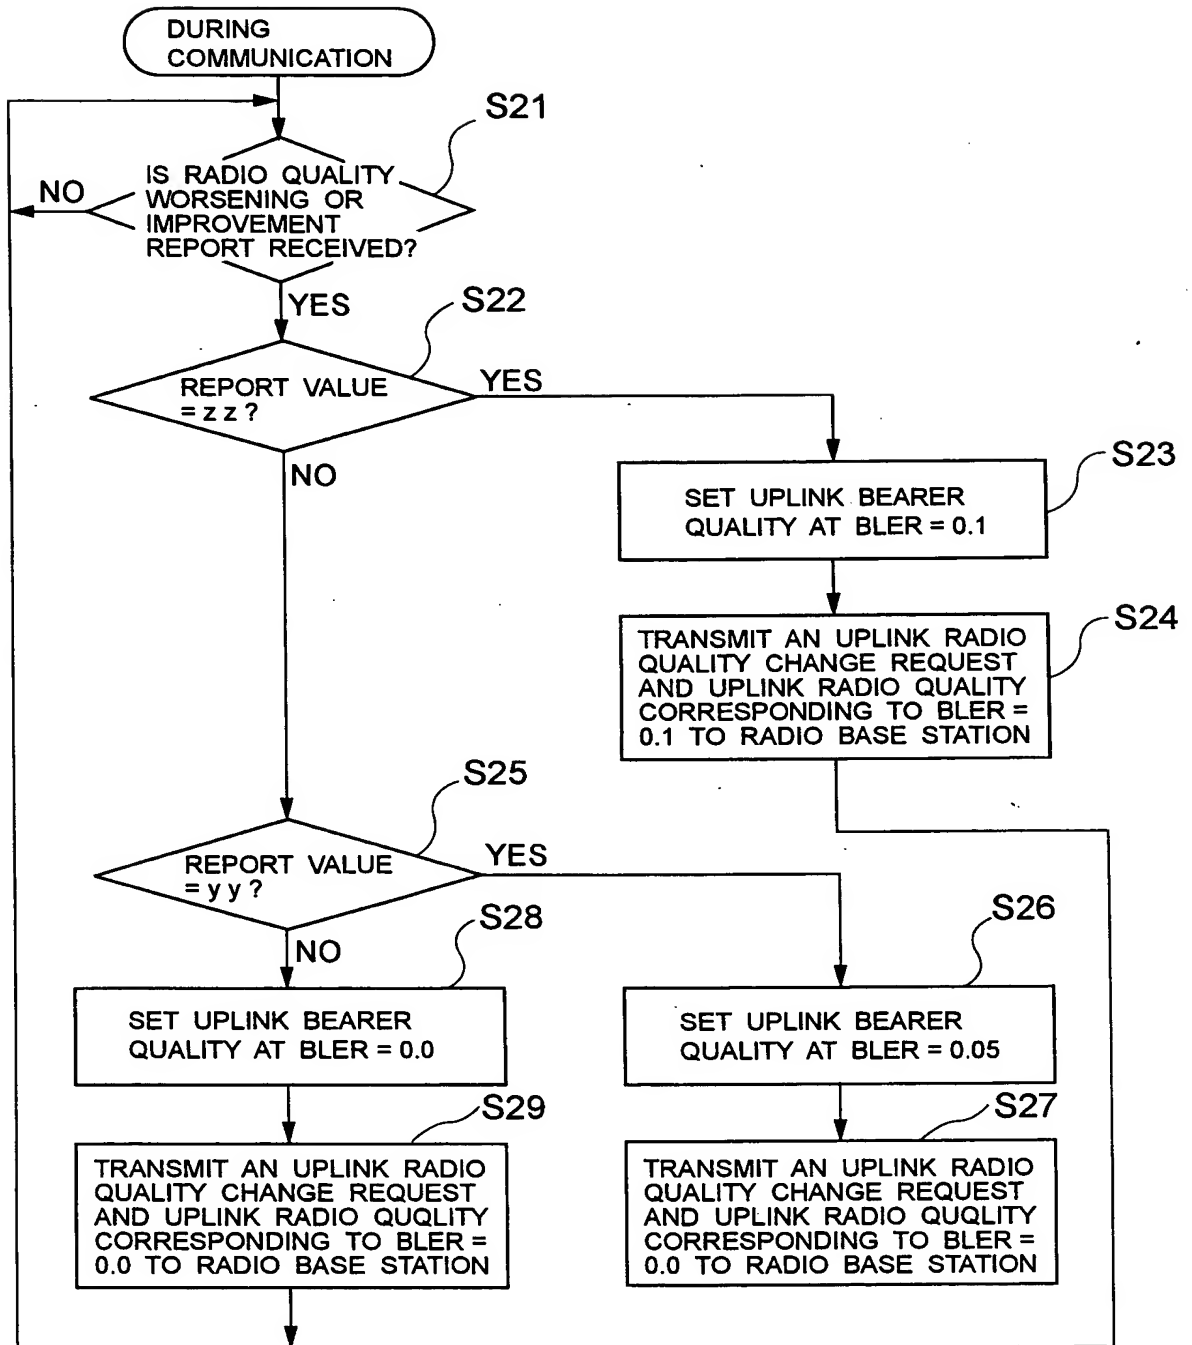 DURING
COMMUNICATION
S21
IS RADIO QUALITY
WORSENING OR
IMPROVEMENT
REPORT RECEIVED?
NO
YES
S22
REPORT VALUE
= z z ?
YES
NO
S23
SET UPLINK BEARER
QUALITY AT BLER = 0.1
S24
TRANSMIT AN UPLINK RADIO
QUALITY CHANGE REQUEST
AND UPLINK RADIO QUALITY
CORRESPONDING TO BLER =
0.1 TO RADIO BASE STATION
S25
REPORT VALUE
= y y ?
YES
NO
S28
SET UPLINK BEARER
QUALITY AT BLER = 0.0
S26
SET UPLINK BEARER
QUALITY AT BLER = 0.05
S29
TRANSMIT AN UPLINK RADIO
QUALITY CHANGE REQUEST
AND UPLINK RADIO QUQLITY
CORRESPONDING TO BLER =
0.0 TO RADIO BASE STATION
S27
TRANSMIT AN UPLINK RADIO
QUALITY CHANGE REQUEST
AND UPLINK RADIO QUQLITY
CORRESPONDING TO BLER =
0.0 TO RADIO BASE STATION